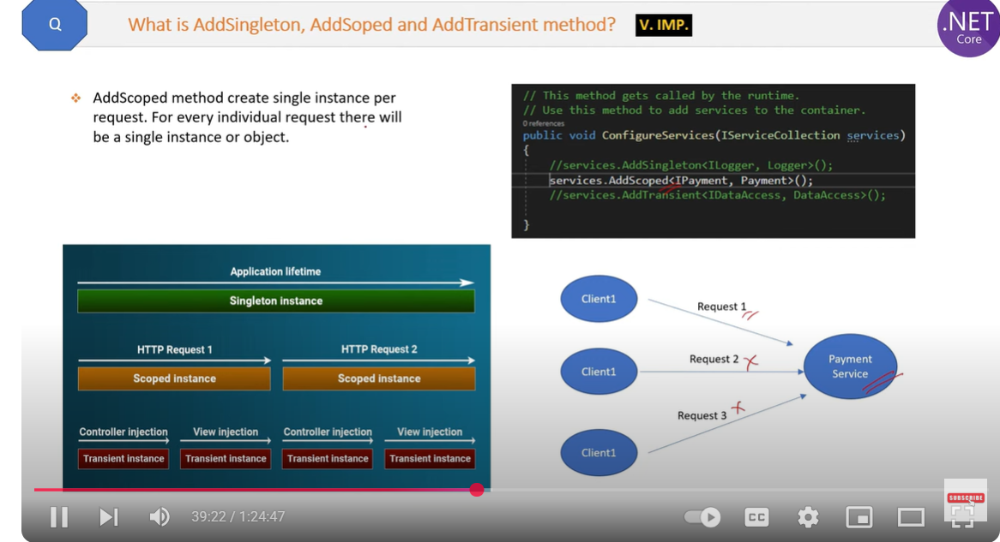 Q
What is AddSingleton, AddSoped and AddTransient method?
V. IMP.
.NET
Core
❖ AddScoped method create single instance per
request. For every individual request there will
be a single instance or object.
// This method gets called by the runtime.
// Use this method to add services to the container.
0 references
public void ConfigureServices(IServiceCollection services)
{
//services.AddSingleton<ILogger, Logger>();
services.AddScoped<IPayment, Payment>();
//services.AddTransient<IDataAccess, DataAccess>();
}
Application lifetime
Singleton instance
HTTP Request 1
HTTP Request 2
Scoped instance
Scoped instance
Controller injection
View injection
Controller injection
View injection
Transient instance
Transient instance
Transient instance
Transient instance
Client1
Request 1
Client1
Request 2
Payment
Service
Request 3
Client1
39:22 / 1:24:47
CC
SUBSCRIBE